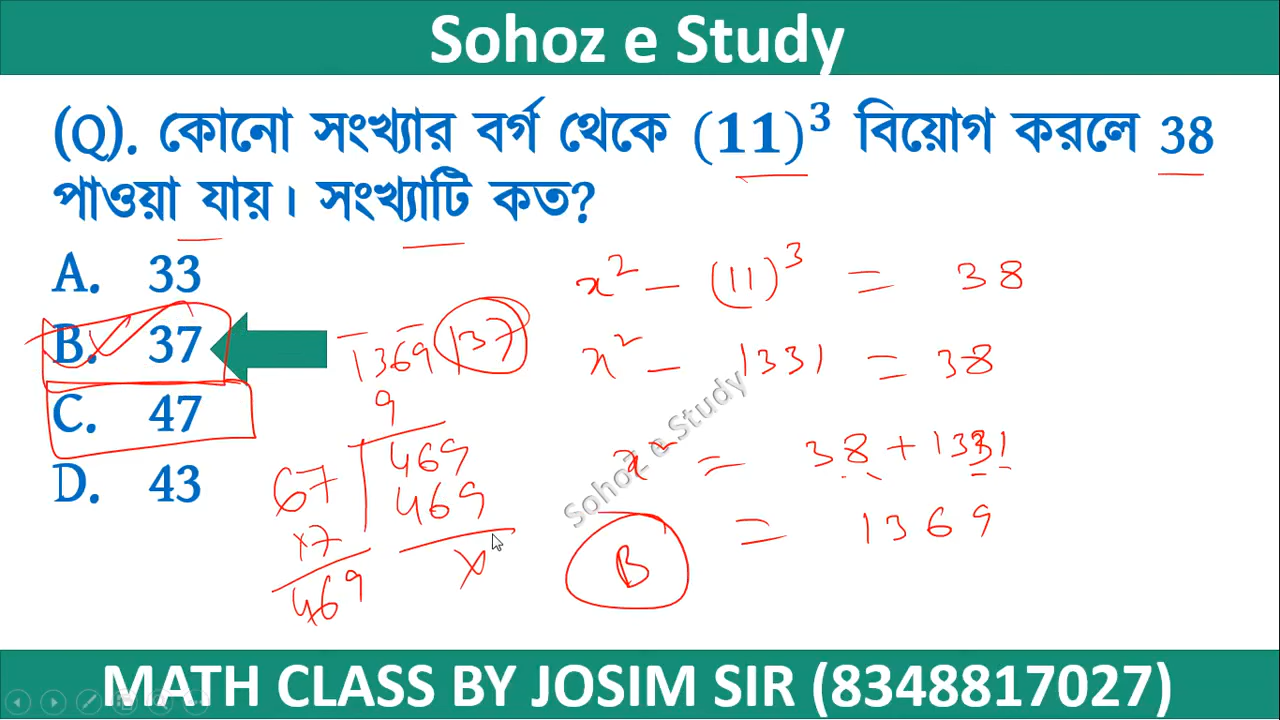 Sohoz e Study
(Q). কোনো সংখ্যার বর্গ থেকে (11)³ বিয়োগ করলে 38
পাওয়া যায়। সংখ্যাটি কত?
A. 33
B. 37
C. 47
D. 43
1369 | 37
9
67 | 469
469
×7
469
×
x² - (11)³ = 38
x² - 1331 = 38
x² = 38 + 1331
= 1369
B
Sohoz e Study
MATH CLASS BY JOSIM SIR (8348817027)